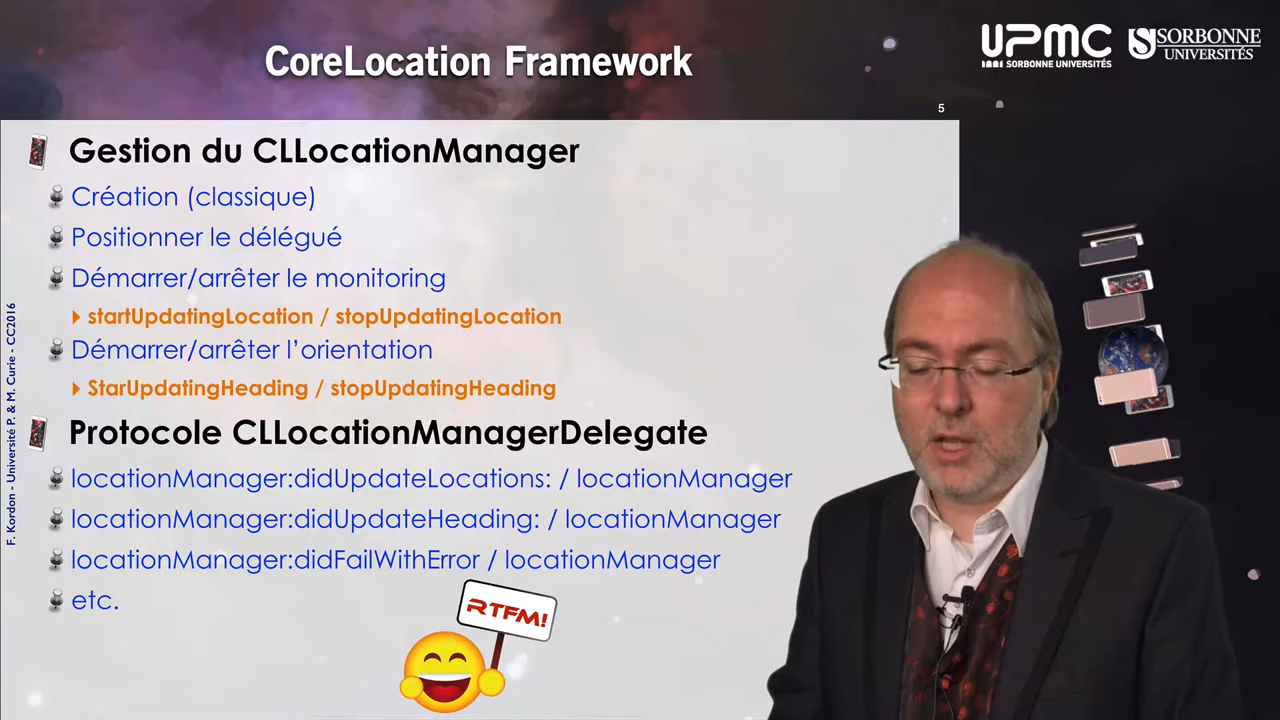 CoreLocation Framework
UPMC
SORBONNE UNIVERSITÉS
SORBONNE
UNIVERSITÉS
5
Gestion du CLLocationManager
Création (classique)
Positionner le délégué
Démarrer/arrêter le monitoring
startUpdatingLocation / stopUpdatingLocation
Démarrer/arrêter l'orientation
StarUpdatingHeading / stopUpdatingHeading
Protocole CLLocationManagerDelegate
locationManager:didUpdateLocations: / locationManager
locationManager:didUpdateHeading: / locationManager
locationManager:didFailWithError / locationManager
etc.
RTFM!
F. Kordon - Université P. & M. Curie - CC2016